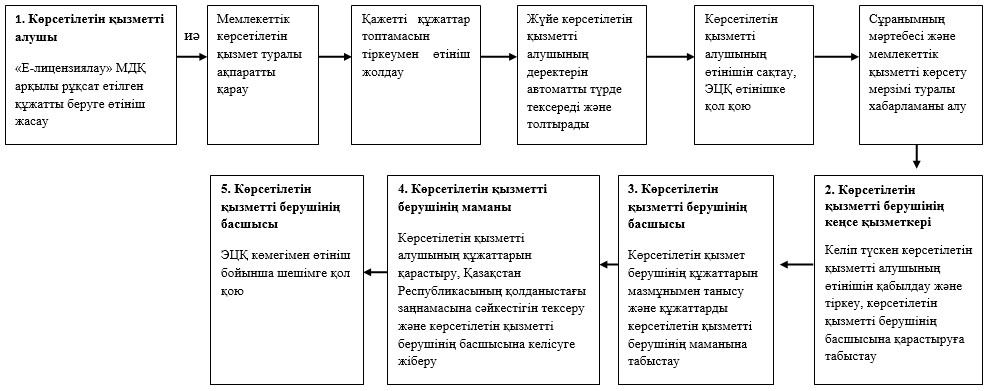 1. Көрсетілетін қызметті
алушы
«Е-лицензиялау» МДҚ
арқылы рұқсат етілген
құжатты беруге өтініш
жасау
иә
Мемлекеттік
көрсетілетін
қызмет туралы
ақпаратты
қарау
Қажетті құжаттар
топтамасын
тіркеумен өтініш
жолдау
Жүйе көрсетілетін
қызметті
алушының
деректерін
автоматты түрде
тексереді және
толтырады
Көрсетілетін
қызметті
алушының
өтінішін сақтау,
ЭЦҚ өтінішке
қол қою
Сұранымның
мәртебесі және
мемлекеттік
қызметті көрсету
мерзімі туралы
хабарламаны алу
2. Көрсетілетін
қызметті берушінің
кеңсе қызметкері
Келіп түскен көрсетілетін
қызметті алушының
өтінішін қабылдау және
тіркеу, көрсетілетін
қызметті берушінің
басшысына қарастыруға
табыстау
3. Көрсетілетін
қызметті берушінің
басшысы
Көрсетілетін қызмет
берушінің құжаттарын
мазмұнымен танысу
және құжаттарды
көрсетілетін қызметті
берушінің маманына
табыстау
4. Көрсетілетін қызметті
берушінің маманы
Көрсетілетін қызметті
алушының құжаттарын
қарастыру, Қазақстан
Республикасының қолданыстағы
заңнамасына сәйкестігін тексеру
және көрсетілетін қызметті
берушінің басшысына келісуге
жіберу
5. Көрсетілетін
қызметті берушінің
басшысы
ЭЦҚ көмегімен өтініш
бойынша шешімге қол
қою